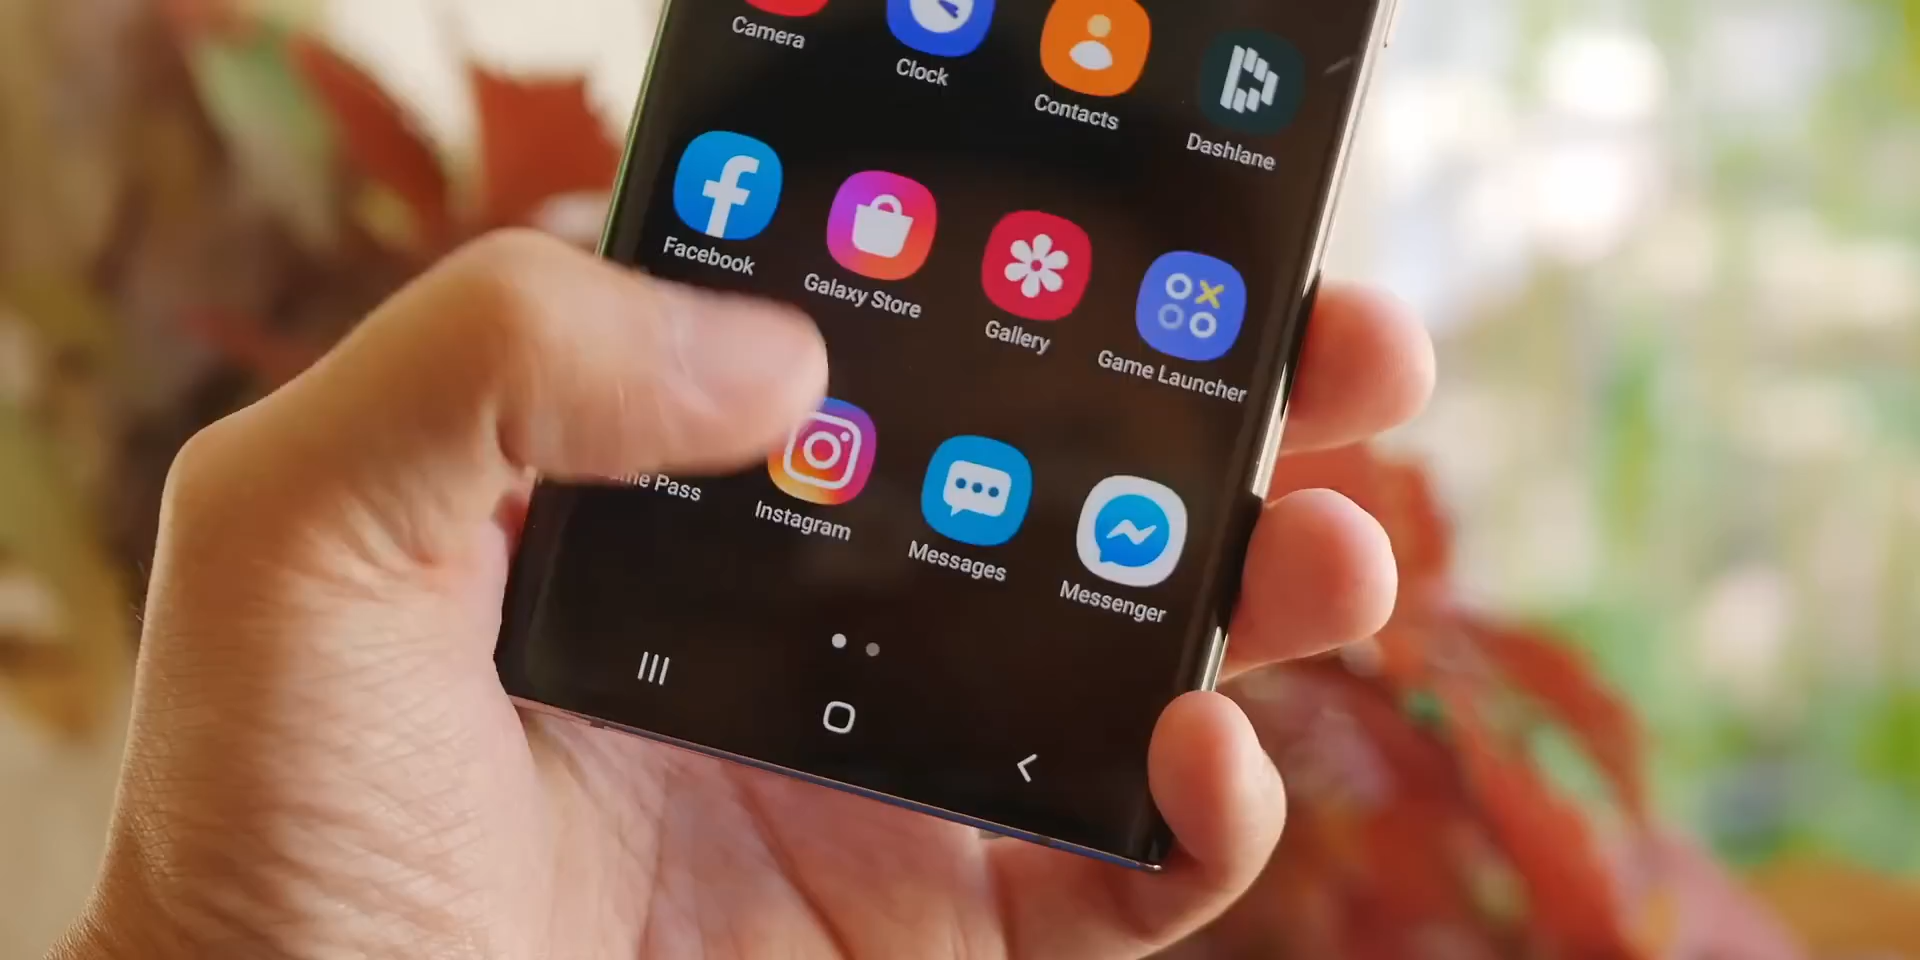 Camera
Clock
Contacts
Dashlane
Facebook
Galaxy Store
Gallery
Game Launcher
Pass
Instagram
Messages
Messenger